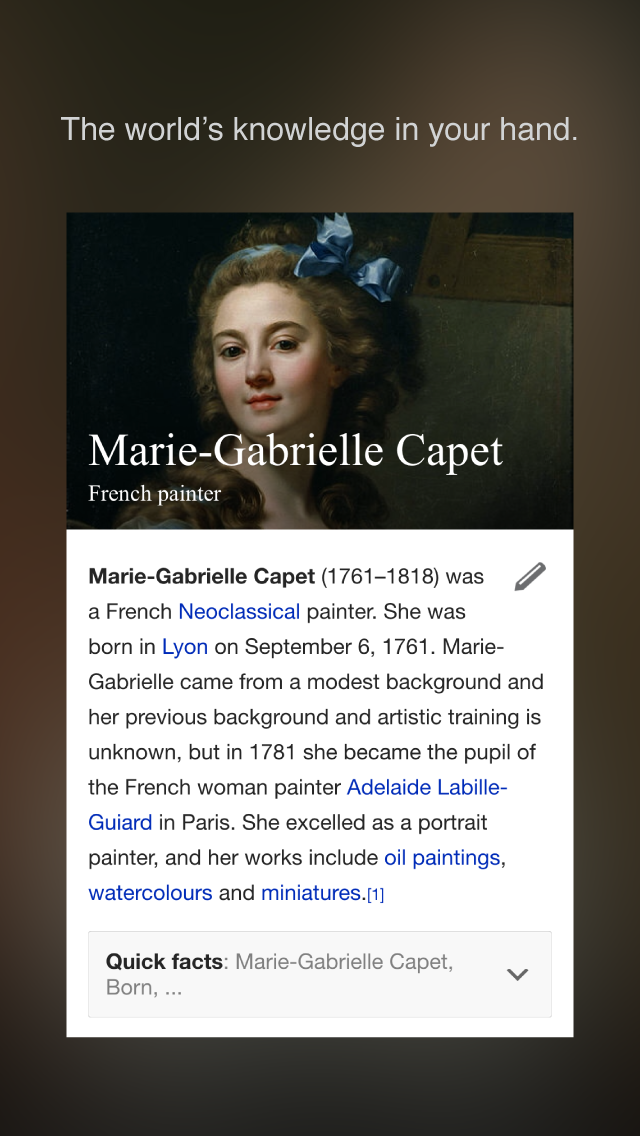 The world’s knowledge in your hand.
Marie-Gabrielle Capet
French painter
Marie-Gabrielle Capet (1761–1818) was
a French Neoclassical painter. She was
born in Lyon on September 6, 1761. Marie-
Gabrielle came from a modest background and
her previous background and artistic training is
unknown, but in 1781 she became the pupil of
the French woman painter Adelaide Labille-
Guiard in Paris. She excelled as a portrait
painter, and her works include oil paintings,
watercolours and miniatures.[1]
Quick facts: Marie-Gabrielle Capet,
Born, ...